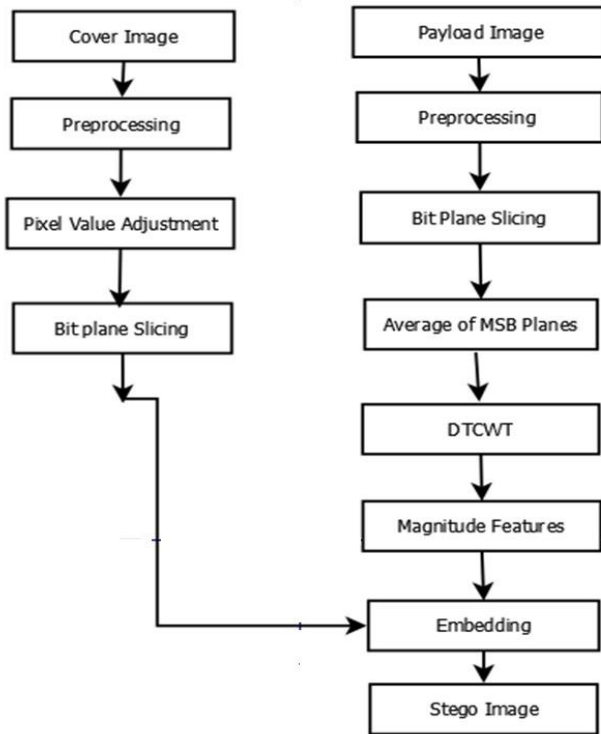 Cover Image
Preprocessing
Pixel Value Adjustment
Bit plane Slicing
Payload Image
Preprocessing
Bit Plane Slicing
Average of MSB Planes
DTCWT
Magnitude Features
Embedding
Stego Image